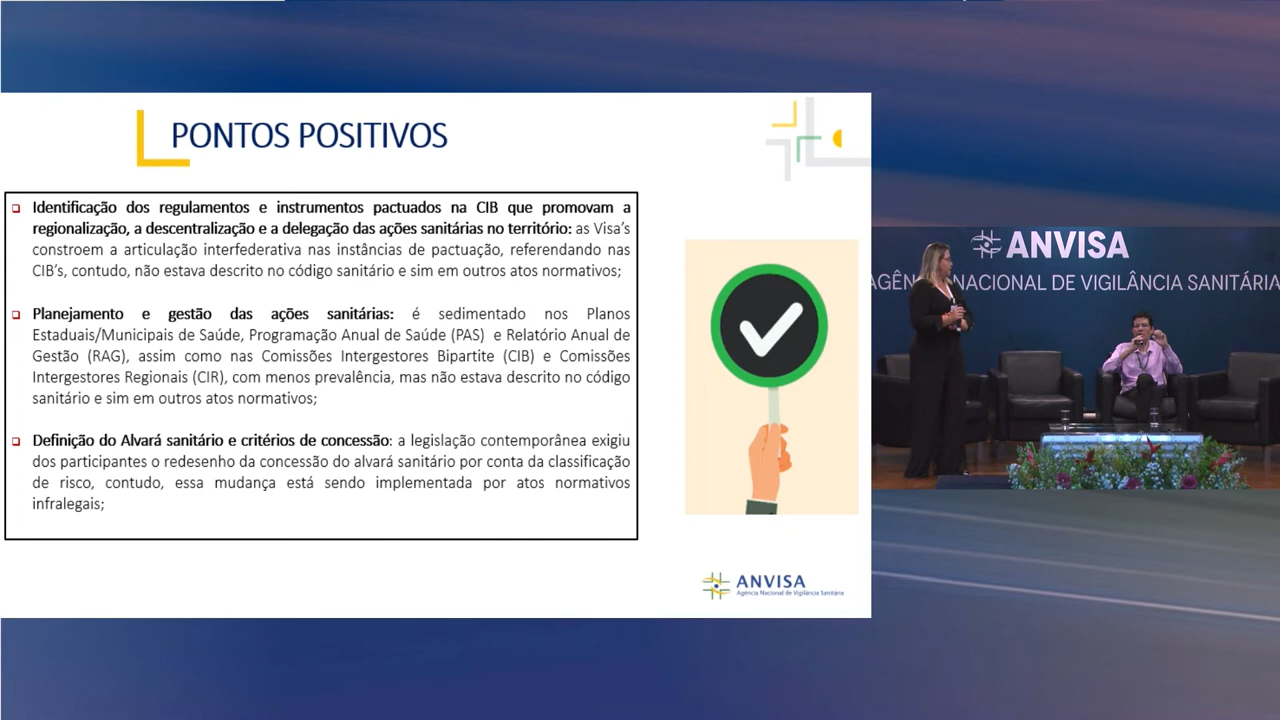 PONTOS POSITIVOS
Identificação dos regulamentos e instrumentos pactuados na CIB que promovam a
regionalização, a descentralização e a delegação das ações sanitárias no território: as Visa's
constroem a articulação interfederativa nas instâncias de pactuação, referendando nas
CIB's, contudo, não estava descrito no código sanitário e sim em outros atos normativos;
Planejamento e gestão das ações sanitárias: é sedimentado nos Planos
Estaduais/Municipais de Saúde, Programação Anual de Saúde (PAS) e Relatório Anual de
Gestão (RAG), assim como nas Comissões Intergestores Bipartite (CIB) e Comissões
Intergestores Regionais (CIR), com menos prevalência, mas não estava descrito no código
sanitário e sim em outros atos normativos;
Definição do Alvará sanitário e critérios de concessão: a legislação contemporânea exigiu
dos participantes o redesenho da concessão do alvará sanitário por conta da classificação
de risco, contudo, essa mudança está sendo implementada por atos normativos
infralegais;
ANVISA
Agência Nacional de Vigilância Sanitária
ANVISA
AGÊN NACIONAL DE VIGILÂNCIA SANITÁRIA